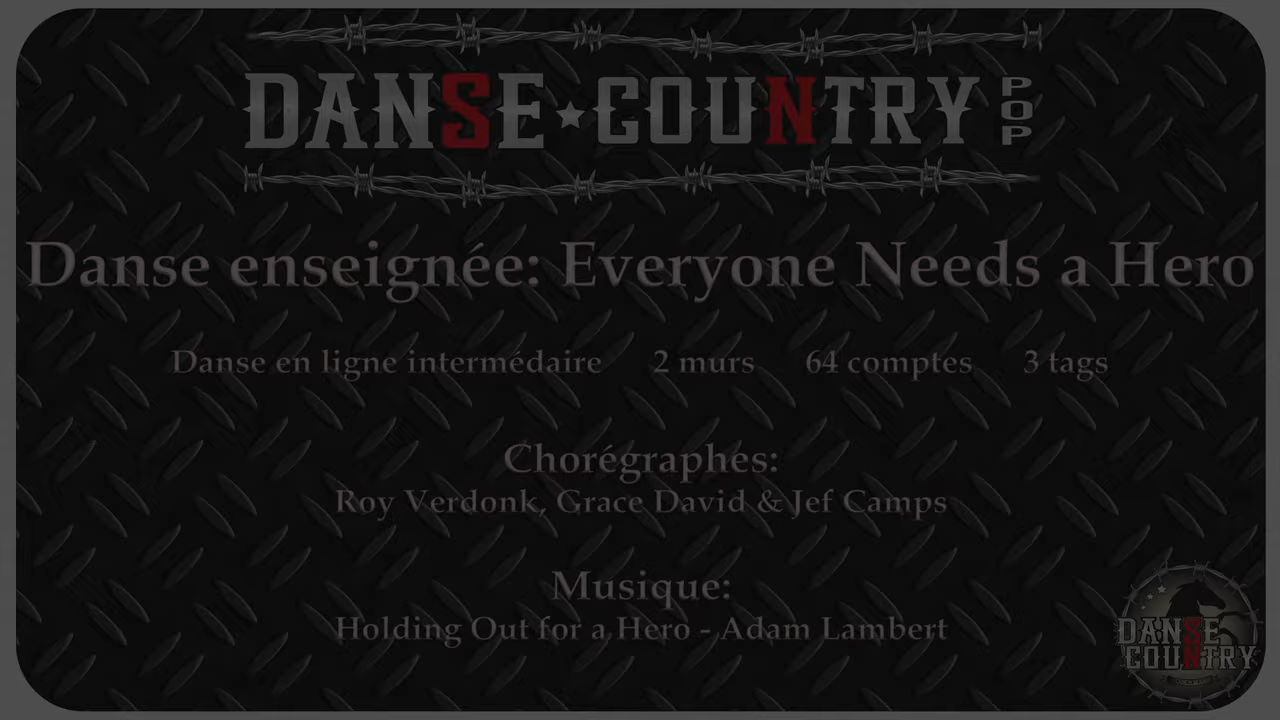 DANSE★COUNTRY POP
Danse enseignée: Everyone Needs a Hero
Danse en ligne intermédaire 2 murs 64 comptes 3 tags
Chorégraphes:
Roy Verdonk, Grace David & Jef Camps
Musique:
Holding Out for a Hero - Adam Lambert
DANSE
COUNTRY